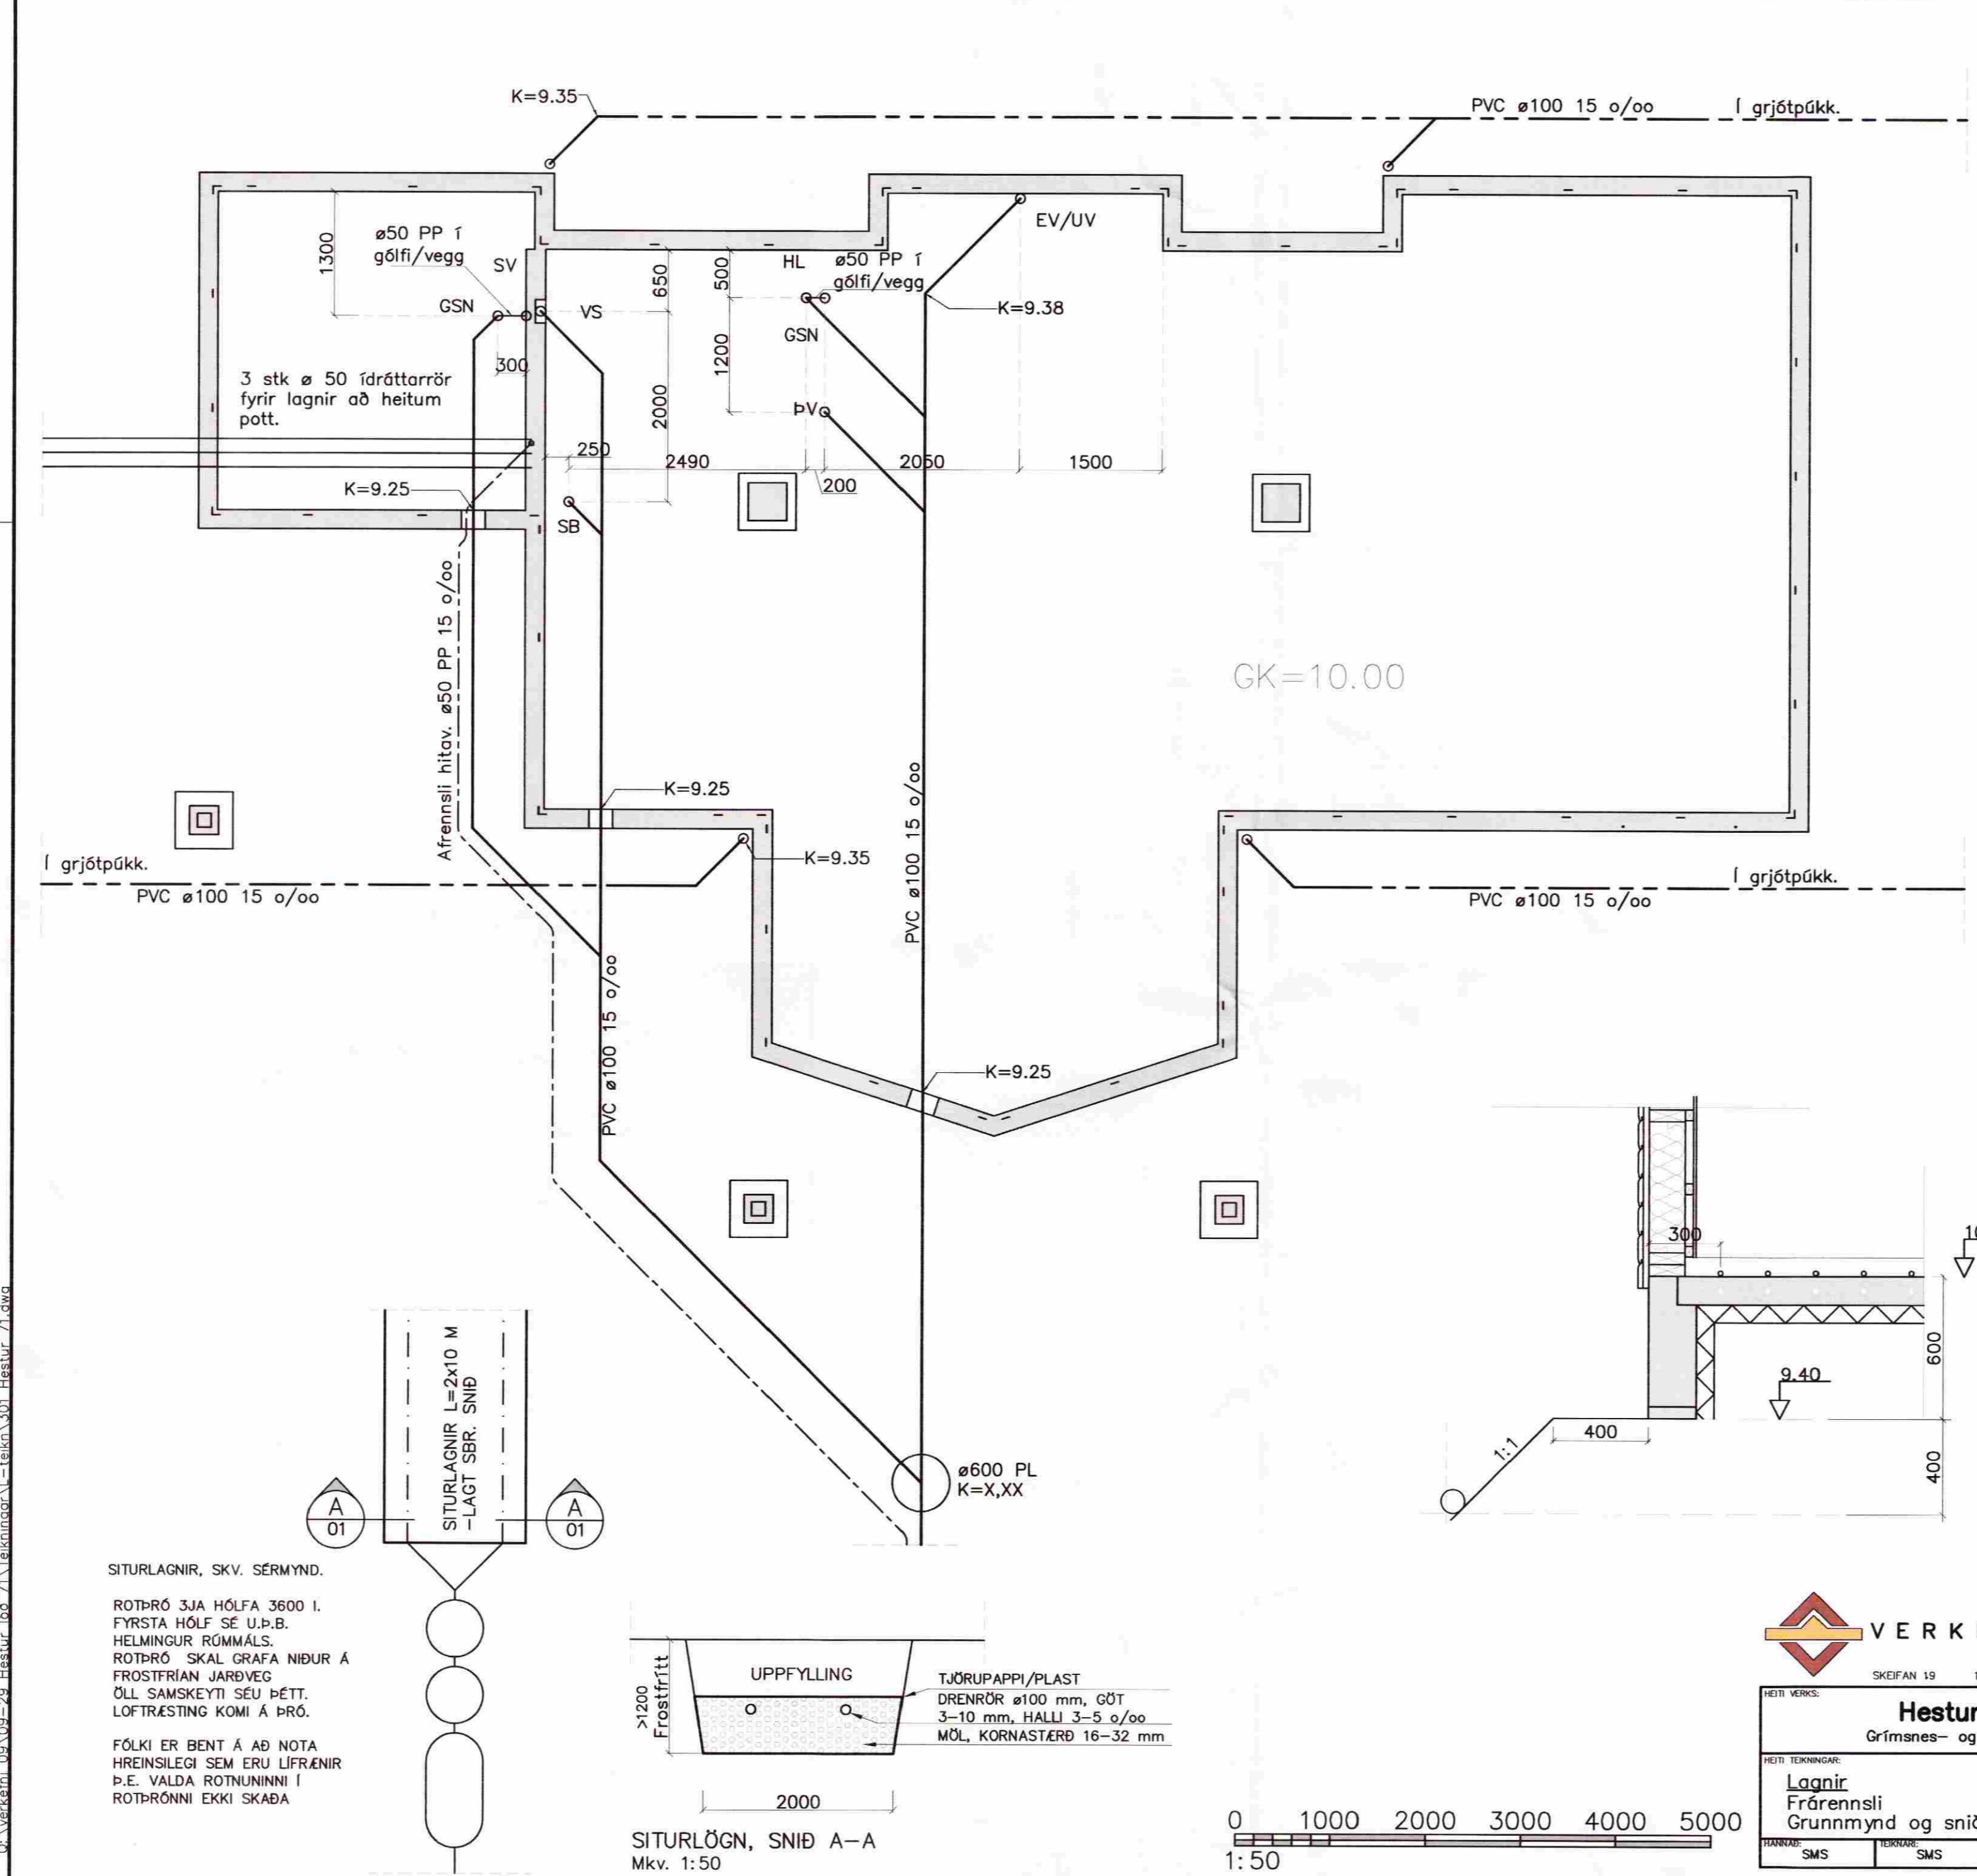 K=9.35
PVC ø100 15 o/oo
Í grjótpúkk.
1300
ø50 PP í
gólfi/vegg
SV
GSN
VS
300
650
2000
500
1200
HL
ø50 PP í
gólfi/vegg
EV/UV
K=9.38
GSN
ÞV
3 stk ø 50 ídráttarrör
fyrir lagnir að heitum
pott.
250
2490
200
2050
1500
K=9.25
SB
Afrennsli hitav. ø50 PP 15 o/oo
GK=10.00
K=9.25
K=9.35
PVC ø100 15 o/oo
Í grjótpúkk.
PVC ø100 15 o/oo
Í grjótpúkk.
PVC ø100 15 o/oo
PVC ø100 15 o/oo
K=9.25
300
9.40
600
400
400
1:1
ø600 PL
K=X,XX
SITURLAGNIR L=2x10 M
-LAGT SBR. SNIÐ
A
01
A
01
SITURLAGNIR, SKV. SÉRMYND.
ROTÞRÓ 3JA HÓLFA 3600 l.
FYRSTA HÓLF SÉ U.Þ.B.
HELMINGUR RÚMMÁLS.
ROTÞRÓ SKAL GRAFA NIÐUR Á
FROSTFRÍAN JARÐVEG
ÖLL SAMSKEYTI SÉU ÞÉTT.
LOFTRÆSTING KOMI Á ÞRÓ.
FÓLKI ER BENT Á AÐ NOTA
HREINSILEGI SEM ERU LÍFRÆNIR
Þ.E. VALDA ROTNUNINNI Í
ROTÞRÓNNI EKKI SKAÐA
>1200
Frostfrítt
UPPFYLLING
TJÖRUPAPPI/PLAST
DRENRÖR ø100 mm, GÖT
3-10 mm, HALLI 3-5 o/oo
MÖL, KORNASTÆRÐ 16-32 mm
2000
SITURLÖGN, SNIÐ A-A
Mkv. 1:50
0 1000 2000 3000 4000 5000
1:50
VERK
SKEIFAN 19
HEITI VERKS:
Hestur
Grímsnes- og
HEITI TEIKNINGAR:
Lagnir
Frárennsli
Grunnmynd og snið
HANNAÐ:
SMS
TEIKNARI:
SMS